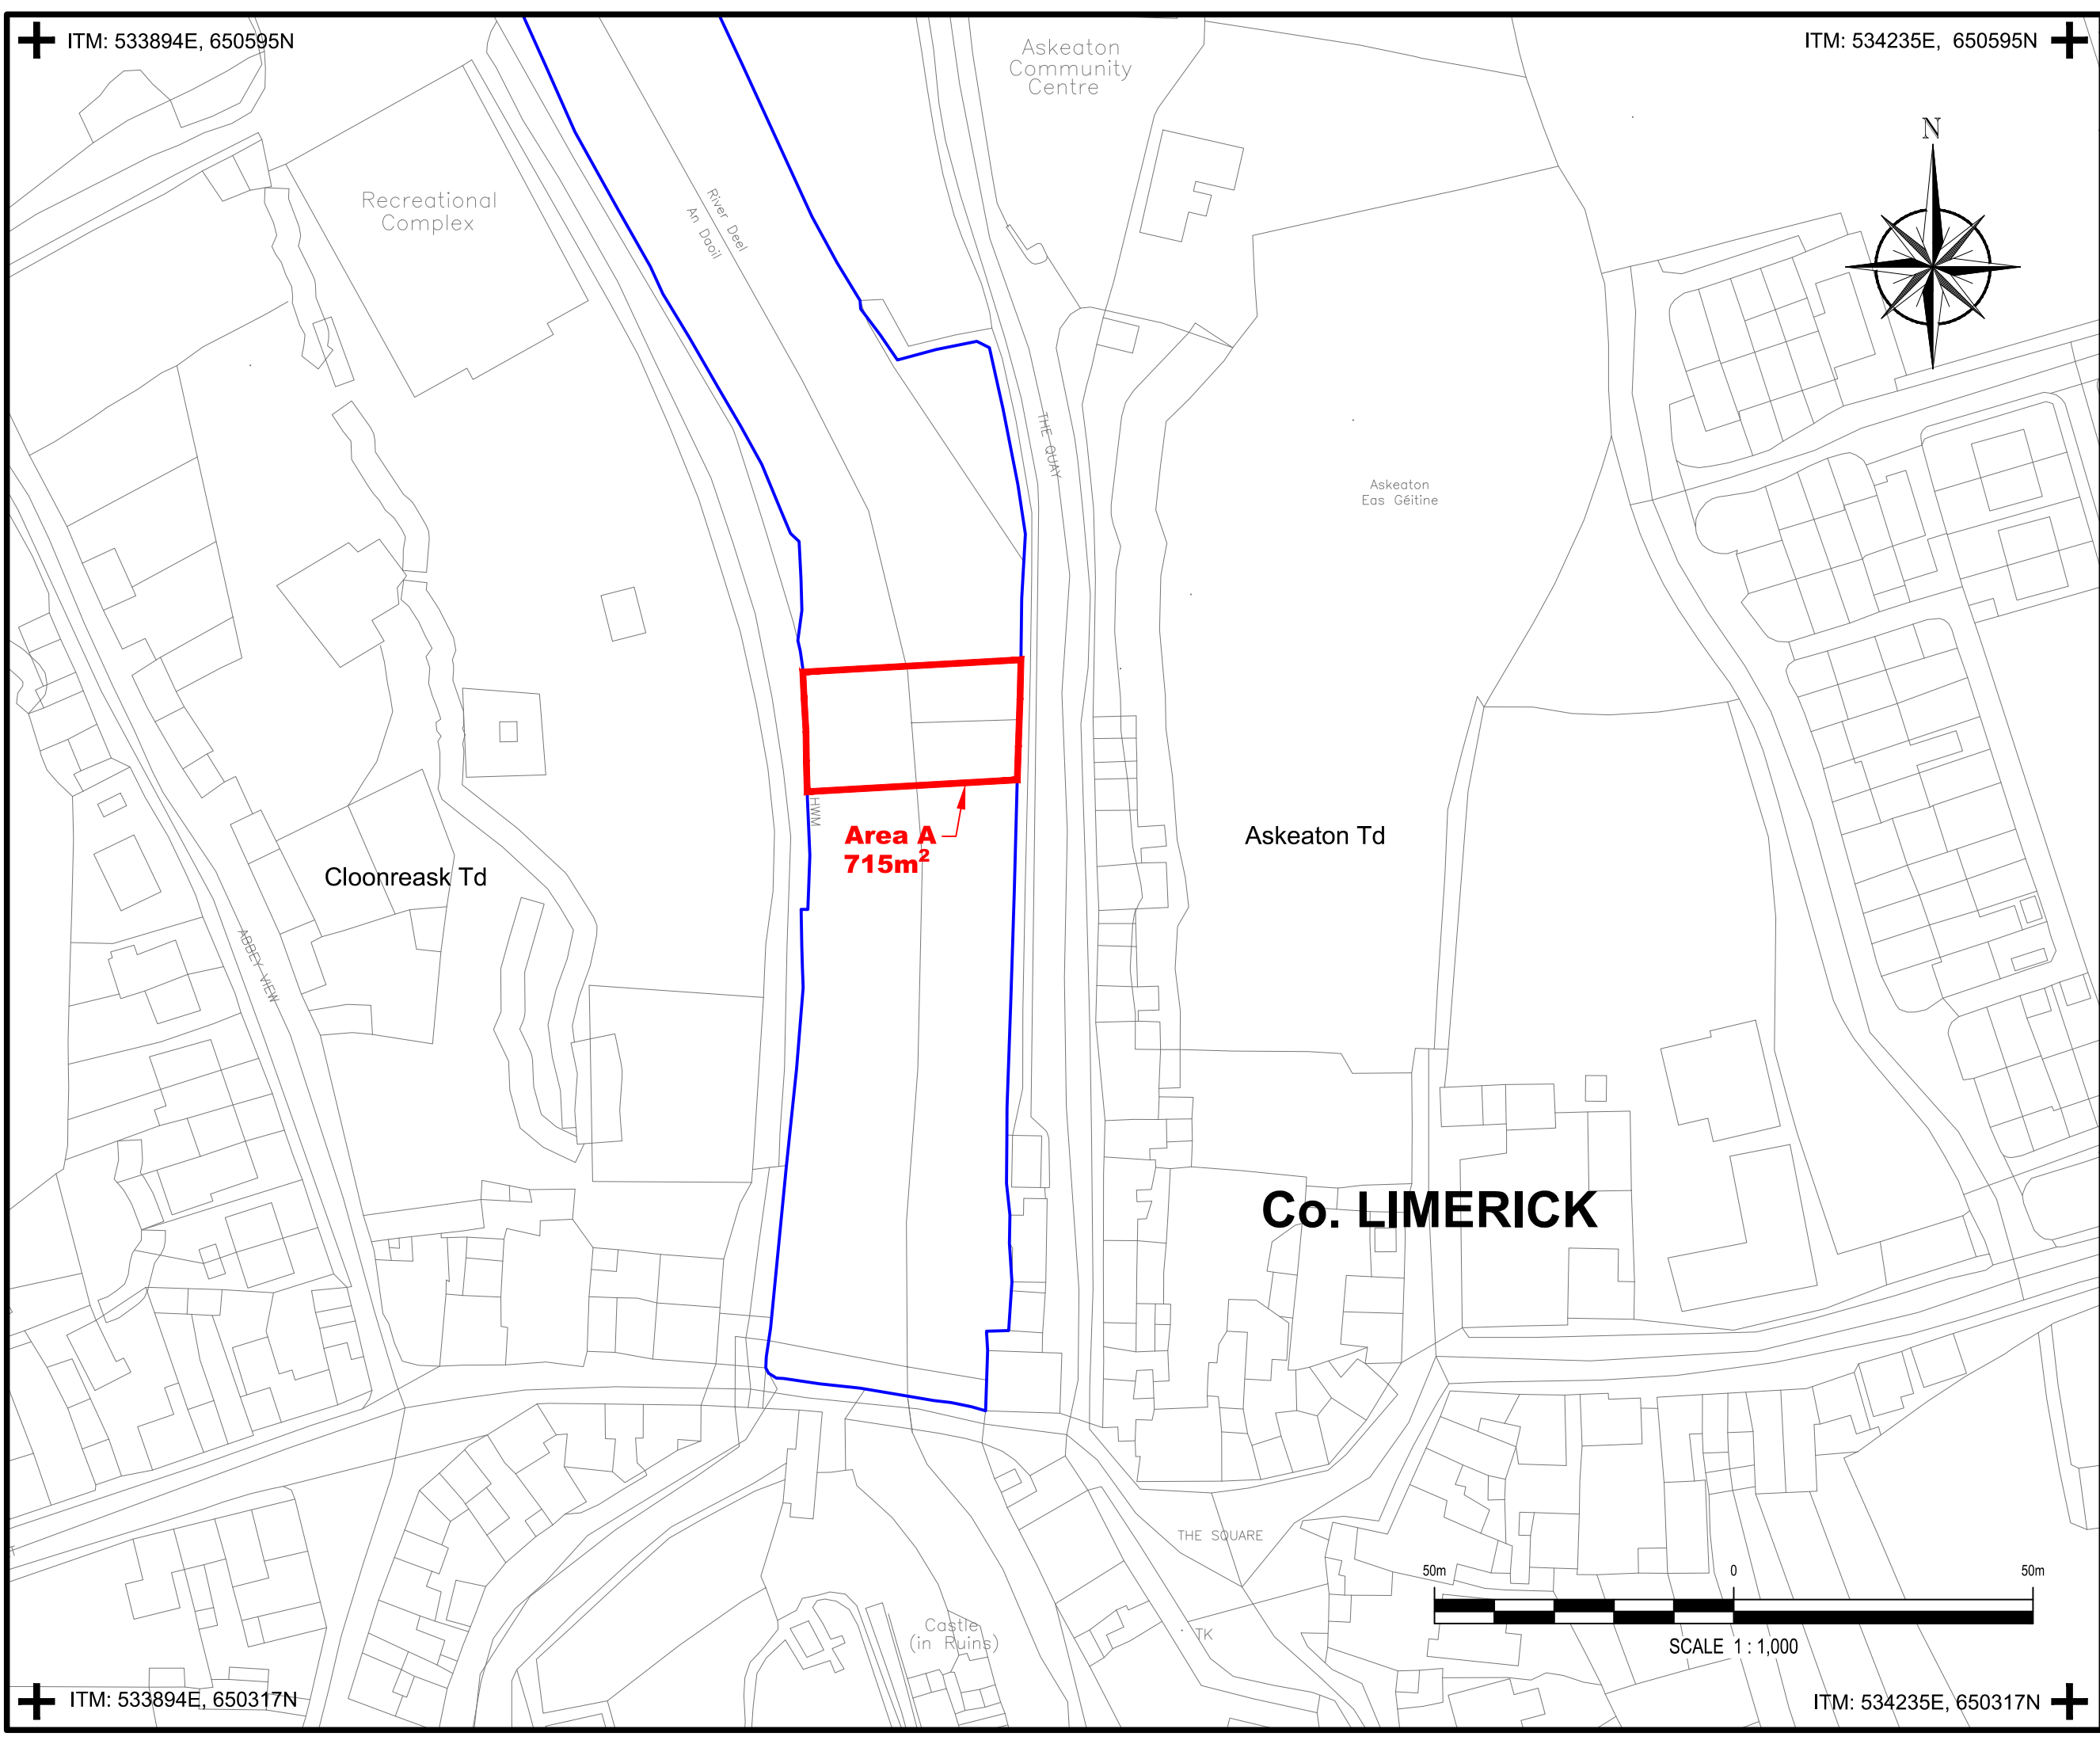 ITM: 533894E, 650595N
ITM: 534235E, 650595N
Askeaton
Community
Centre
N
Recreational
Complex
River Deel
An Daoil
THE QUAY
Askeaton
Eas Géitine
HWM
Area A
715m²
Askeaton Td
Cloonreask Td
ABBEY VIEW
Co. LIMERICK
THE SQUARE
50m
0
50m
SCALE 1 : 1,000
Castle
(in Ruins)
TK
ITM: 533894E, 650317N
ITM: 534235E, 650317N